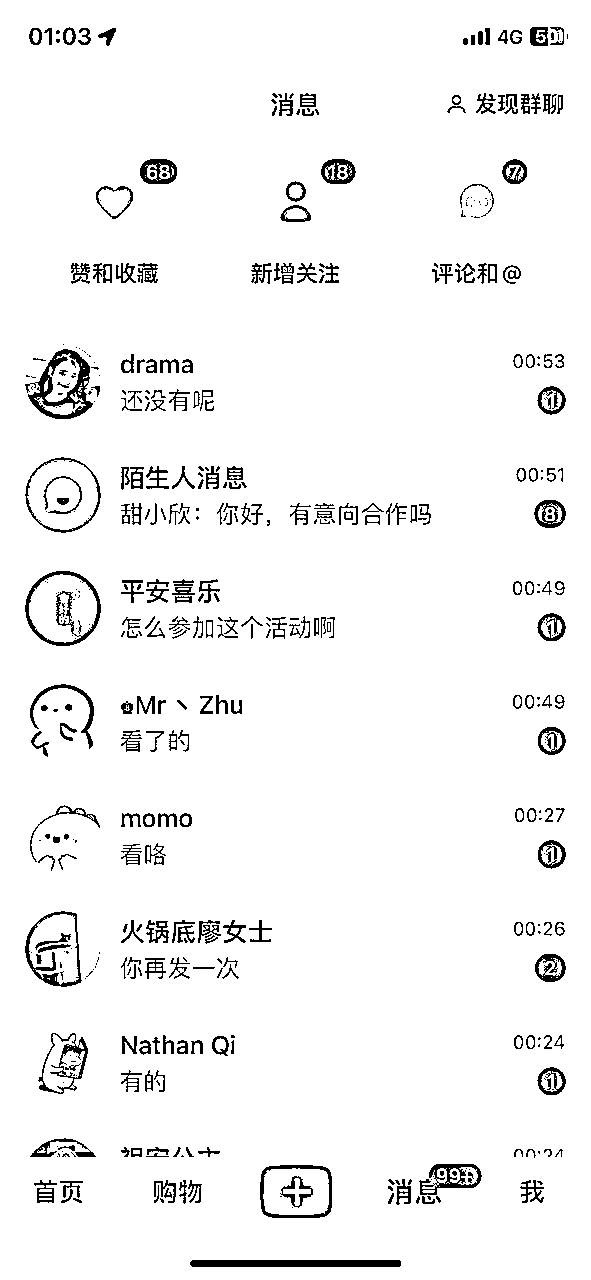 01:03 4G
消息 发现群聊
68 18 7
赞和收藏 新增关注 评论和@
drama 00:53
还没有呢 1
陌生人消息 00:51
甜小欣：你好，有意向合作吗 8
平安喜乐 00:49
怎么参加这个活动啊 1
Mr丶Zhu 00:49
看了的 1
momo 00:27
看咯 1
火锅底廖女士 00:26
你再发一次 2
Nathan Qi 00:24
有的 1
00:24
首页 购物 消息 99+ 我